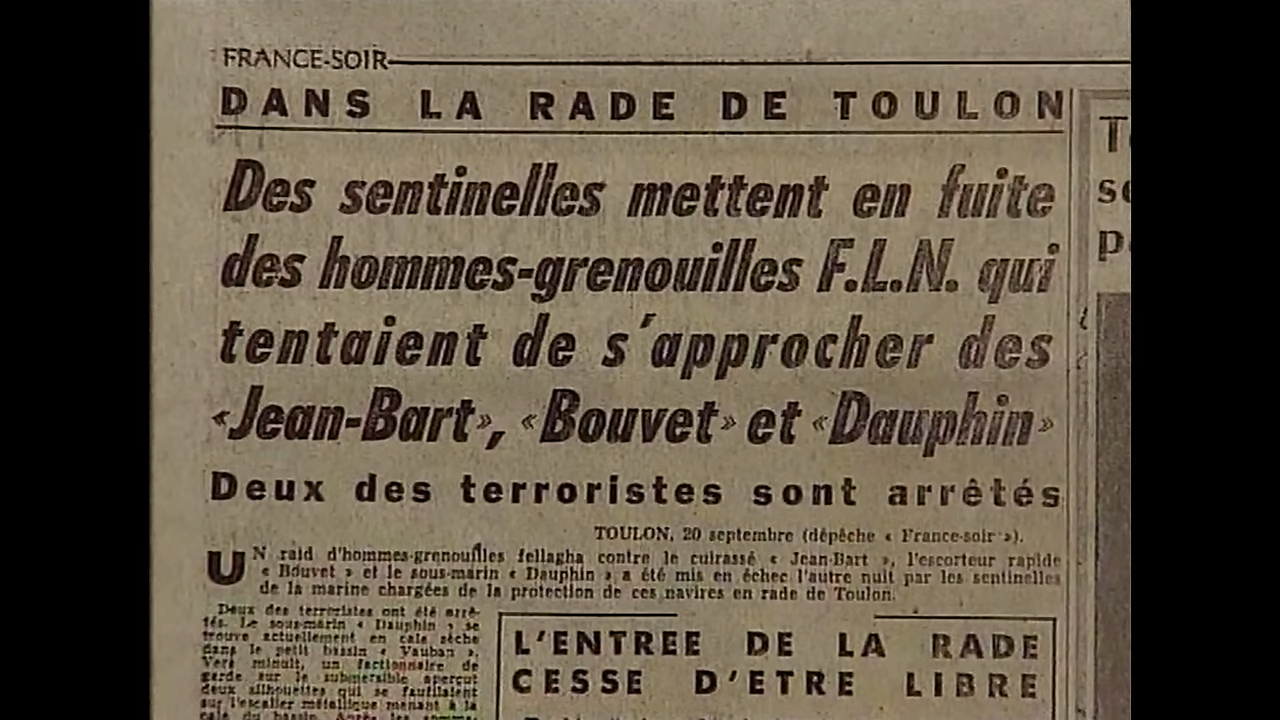 FRANCE-SOIR
DANS LA RADE DE TOULON
Des sentinelles mettent en fuite
des hommes-grenouilles F.L.N. qui
tentaient de s'approcher des
«Jean-Bart», «Bouvet» et «Dauphin»
Deux des terroristes sont arrêtés
TOULON, 20 septembre (dépêche « France-soir »).
UN raid d'hommes-grenouilles fellagha contre le cuirassé « Jean-Bart », l'escorteur rapide
« Bouvet » et le sous-marin « Dauphin » a été mis en échec l'autre nuit par les sentinelles
de la marine chargées de la protection de ces navires en rade de Toulon.
Deux des terroristes ont été arrê-
tés. Le sous-marin « Dauphin » se
trouve actuellement en cale sèche
dans le petit bassin « Vauban ».
Vers minuit, un factionnaire de
garde sur le submersible aperçut
deux silhouettes qui se faufilaient
sur l'escalier métallique menant à la
cale du bassin. Après les
L'ENTREE DE LA RADE
CESSE D'ETRE LIBRE